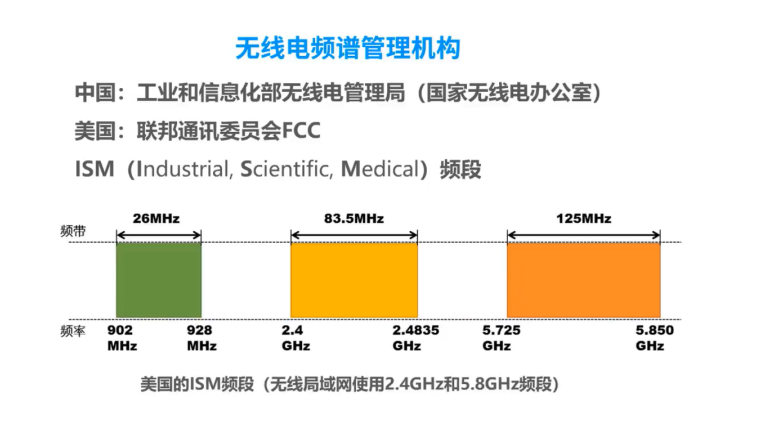 无线电频谱管理机构
中国：工业和信息化部无线电管理局（国家无线电办公室）
美国：联邦通讯委员会FCC
ISM（Industrial, Scientific, Medical）频段
26MHz 83.5MHz 125MHz
频带
频率 902 MHz 928 MHz 2.4 GHz 2.4835 GHz 5.725 GHz 5.850 GHz
美国的ISM频段（无线局域网使用2.4GHz和5.8GHz频段）